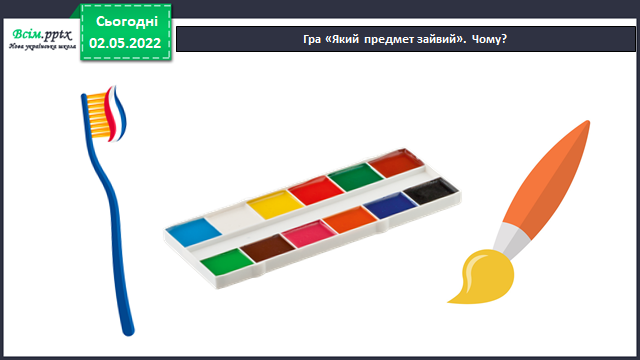 Всім.pptx
Нова українська школа
Сьогодні
02.05.2022
Гра «Який предмет зайвий». Чому?